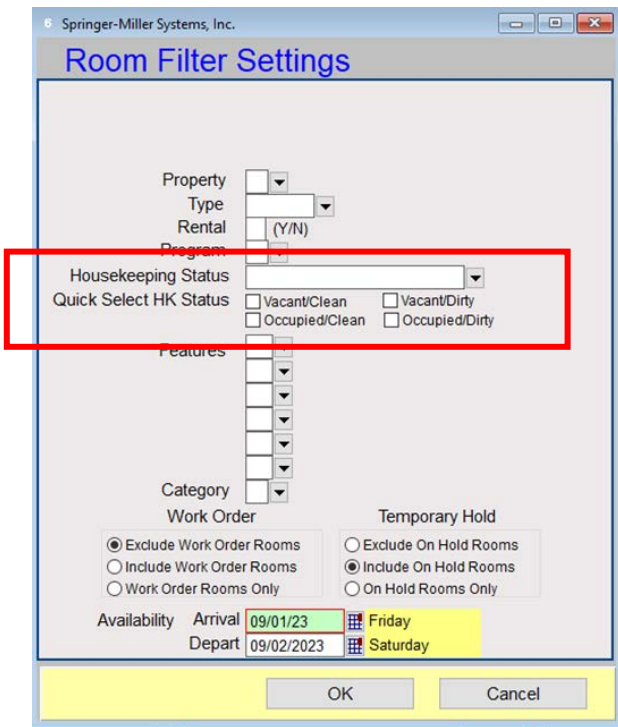 Springer-Miller Systems, Inc.
Room Filter Settings
Property
Type
Rental (Y/N)
Program
Housekeeping Status
Quick Select HK Status Vacant/Clean Vacant/Dirty
Occupied/Clean Occupied/Dirty
Features
Category
Work Order Temporary Hold
Exclude Work Order Rooms Exclude On Hold Rooms
Include Work Order Rooms Include On Hold Rooms
Work Order Rooms Only On Hold Rooms Only
Availability Arrival 09/01/23 Friday
Depart 09/02/2023 Saturday
OK Cancel